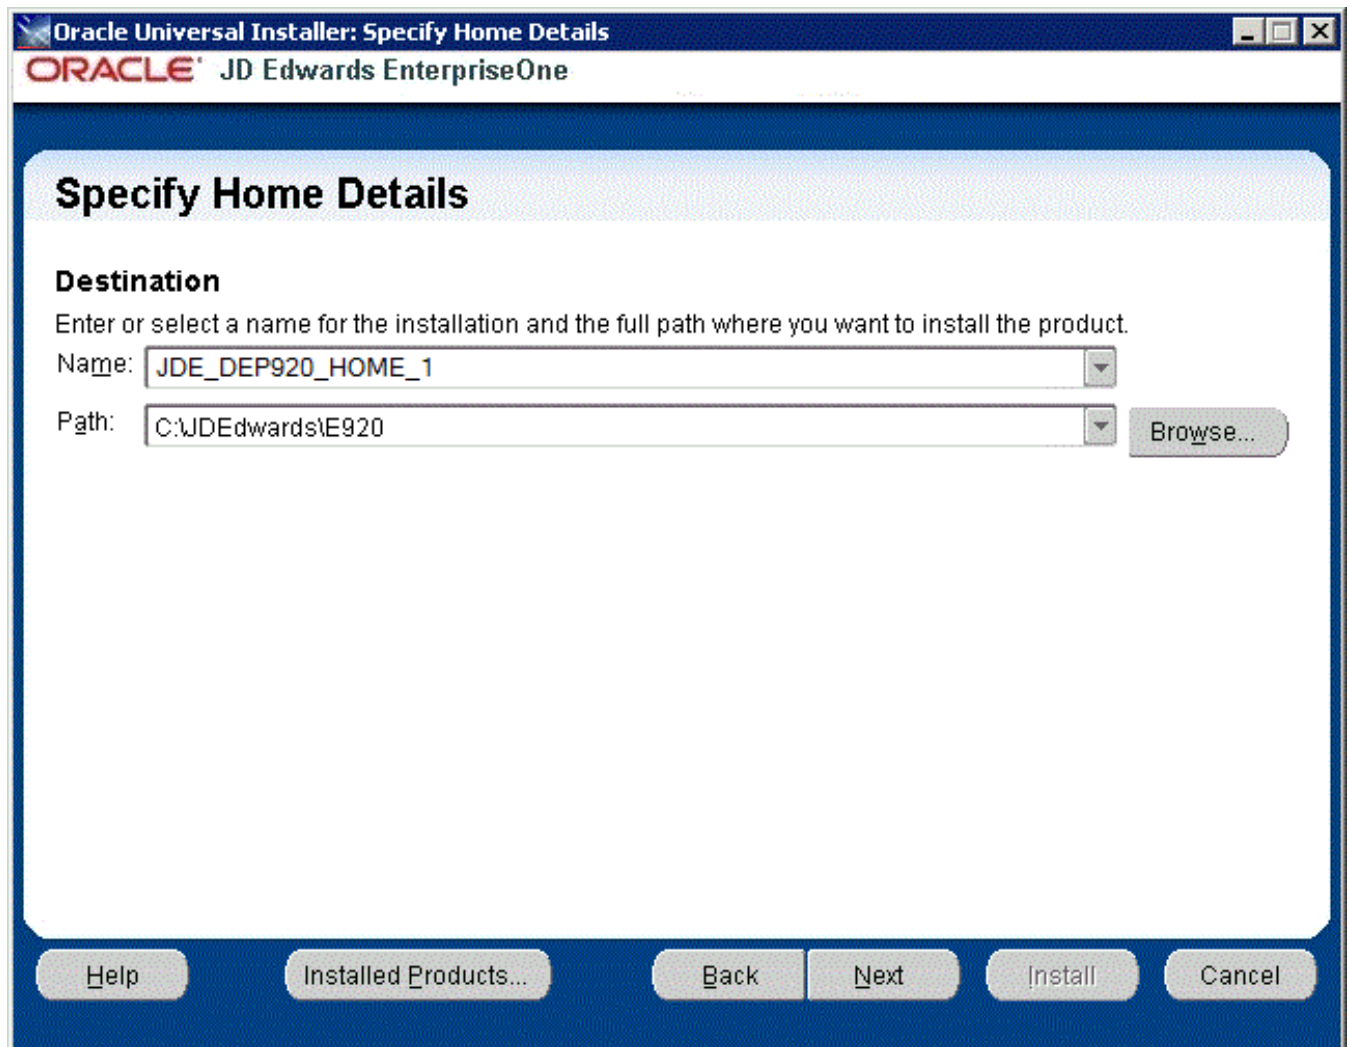 Oracle Universal Installer: Specify Home Details
ORACLE JD Edwards EnterpriseOne
Specify Home Details
Destination
Enter or select a name for the installation and the full path where you want to install the product.
Name: JDE_DEP920_HOME_1
Path: C:\JDEdwards\E920 Browse...
Help Installed Products... Back Next Install Cancel